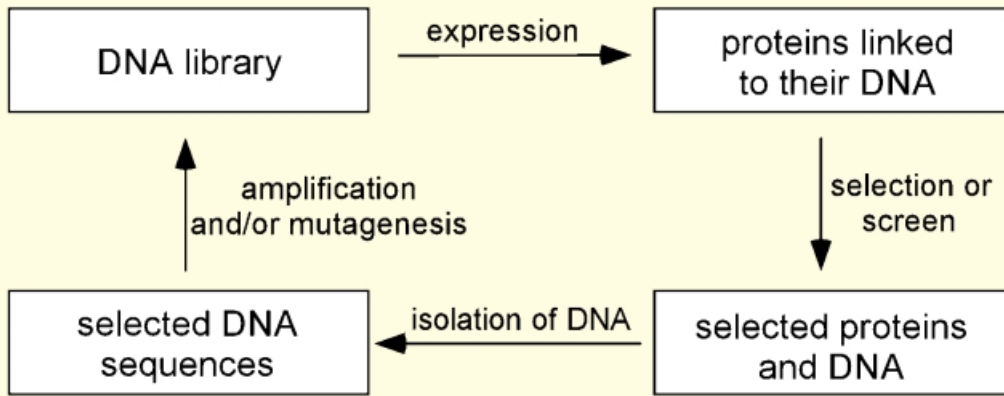 DNA library
expression
proteins linked
to their DNA
selection or
screen
selected proteins
and DNA
isolation of DNA
selected DNA
sequences
amplification
and/or mutagenesis